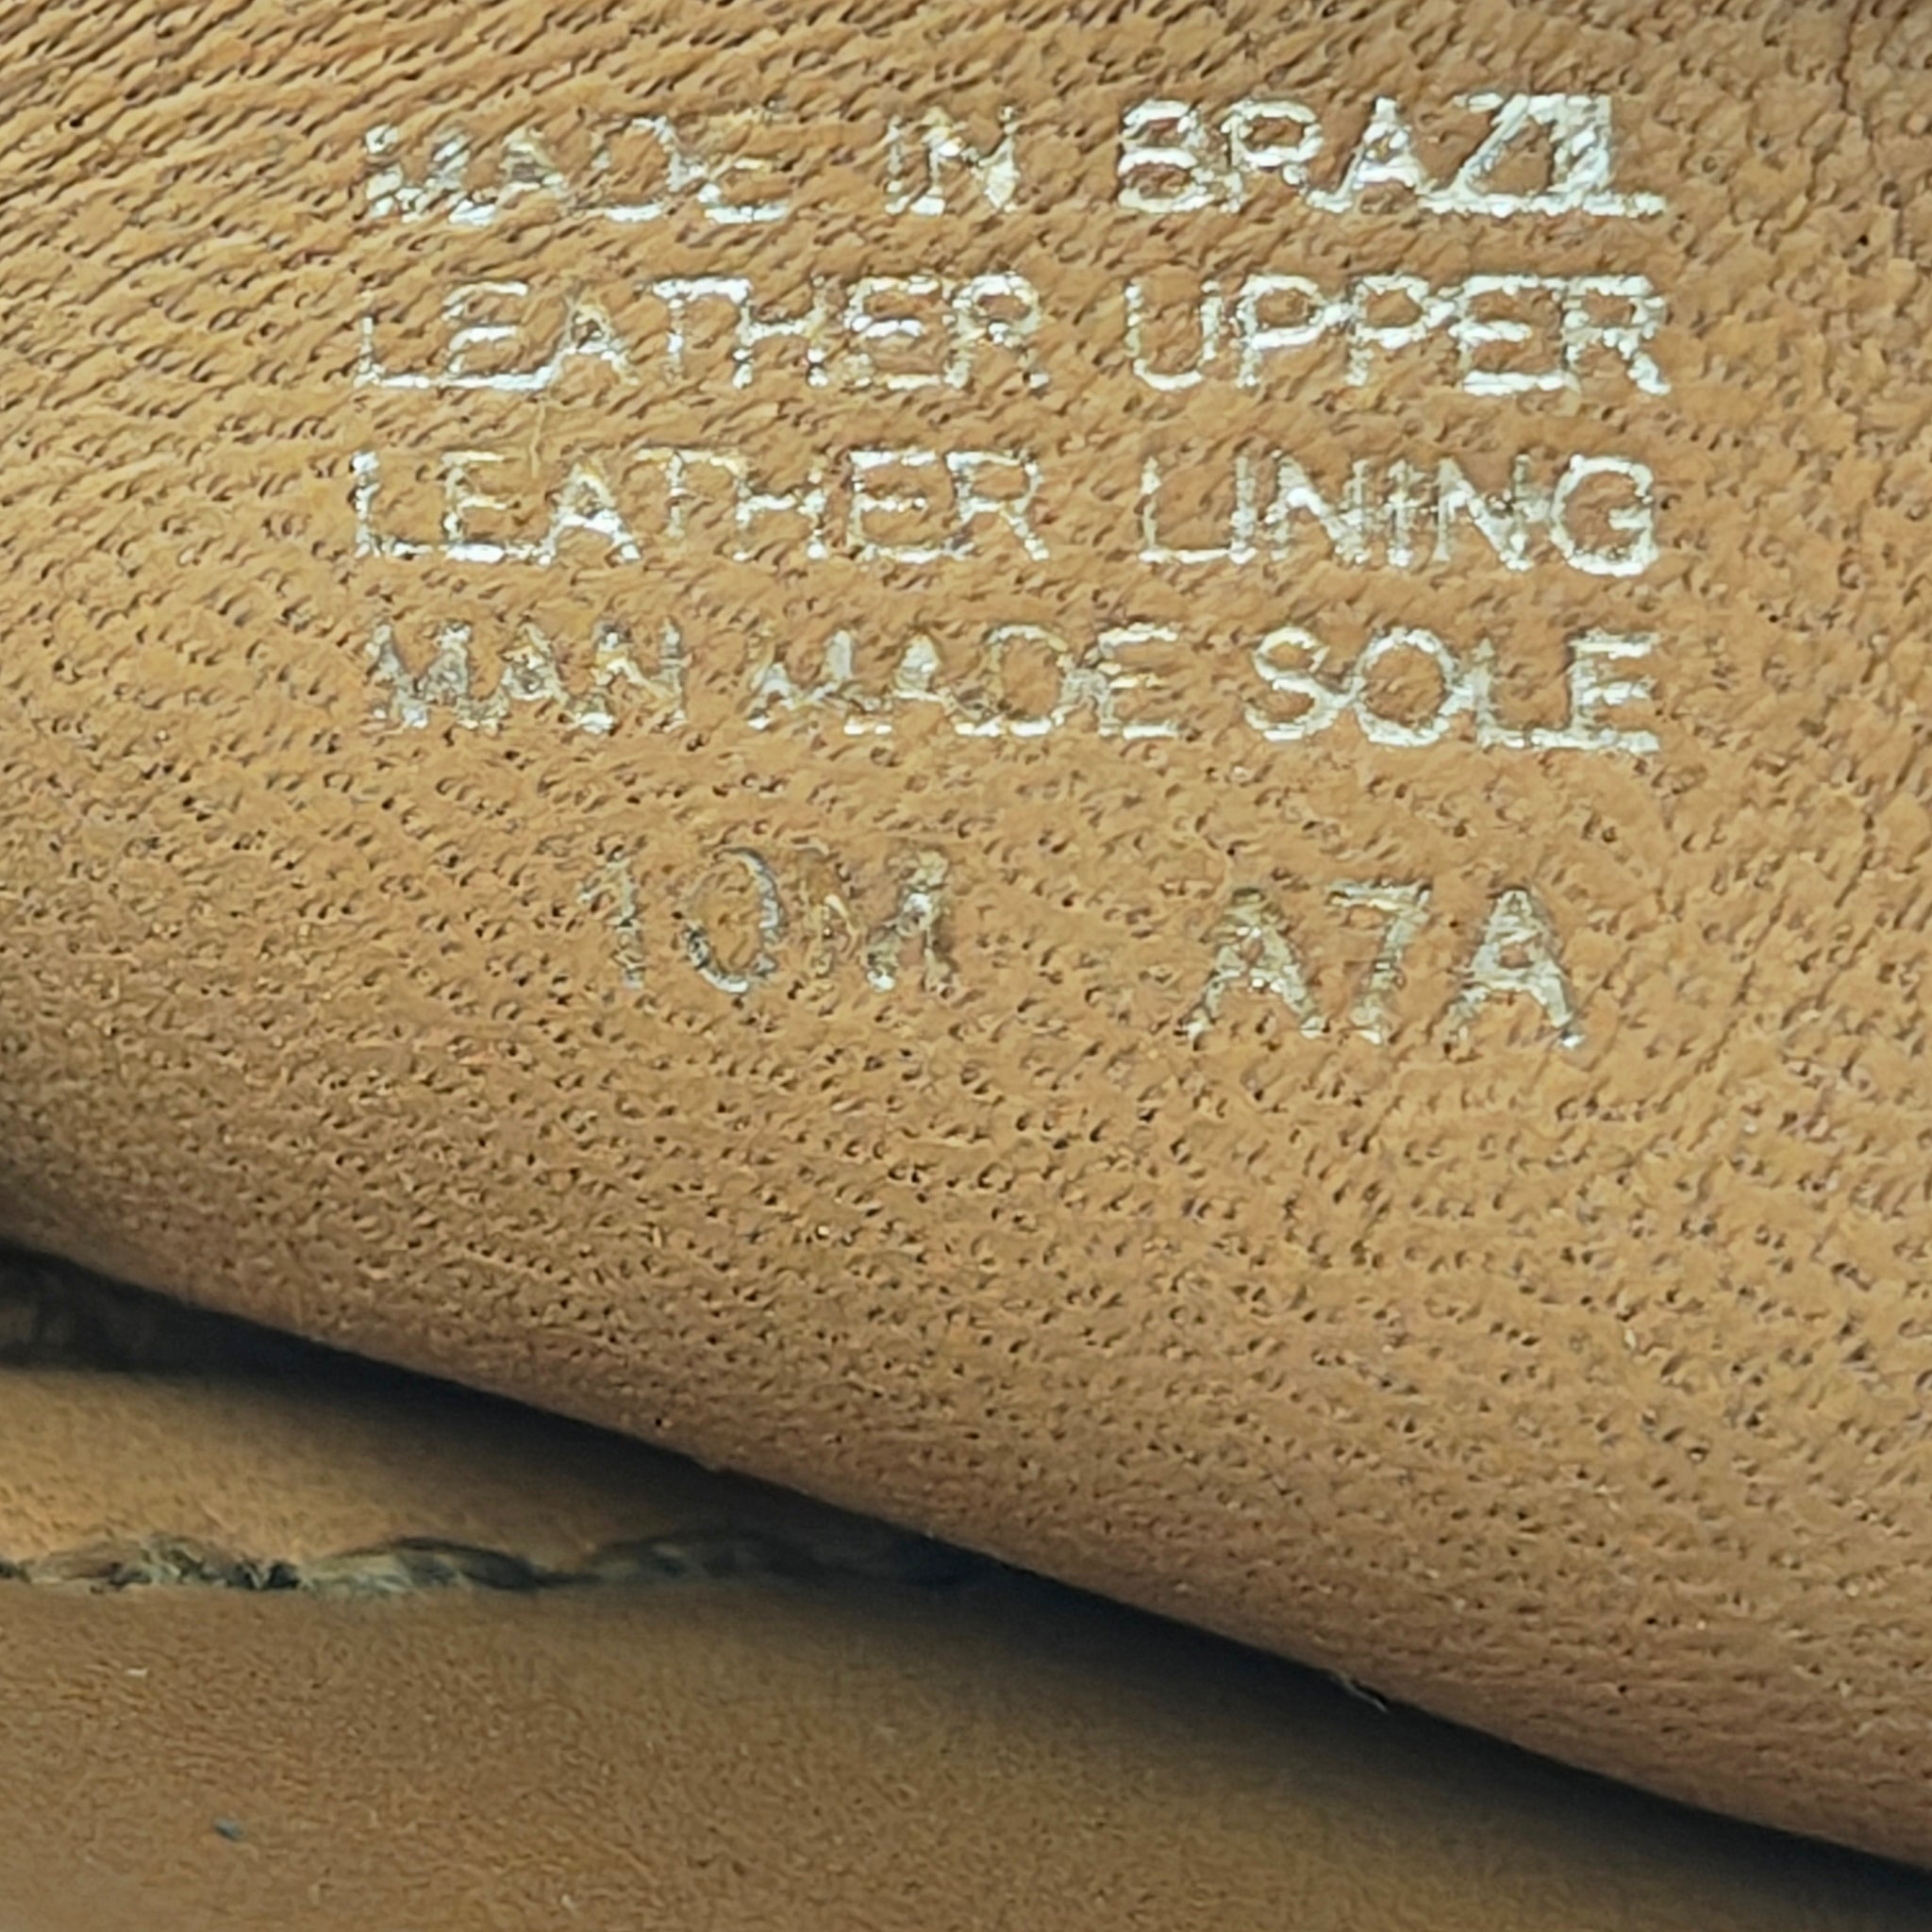 MADE IN BRAZIL
LEATHER UPPER
LEATHER LINING
MAN MADE SOLE
10M A7A